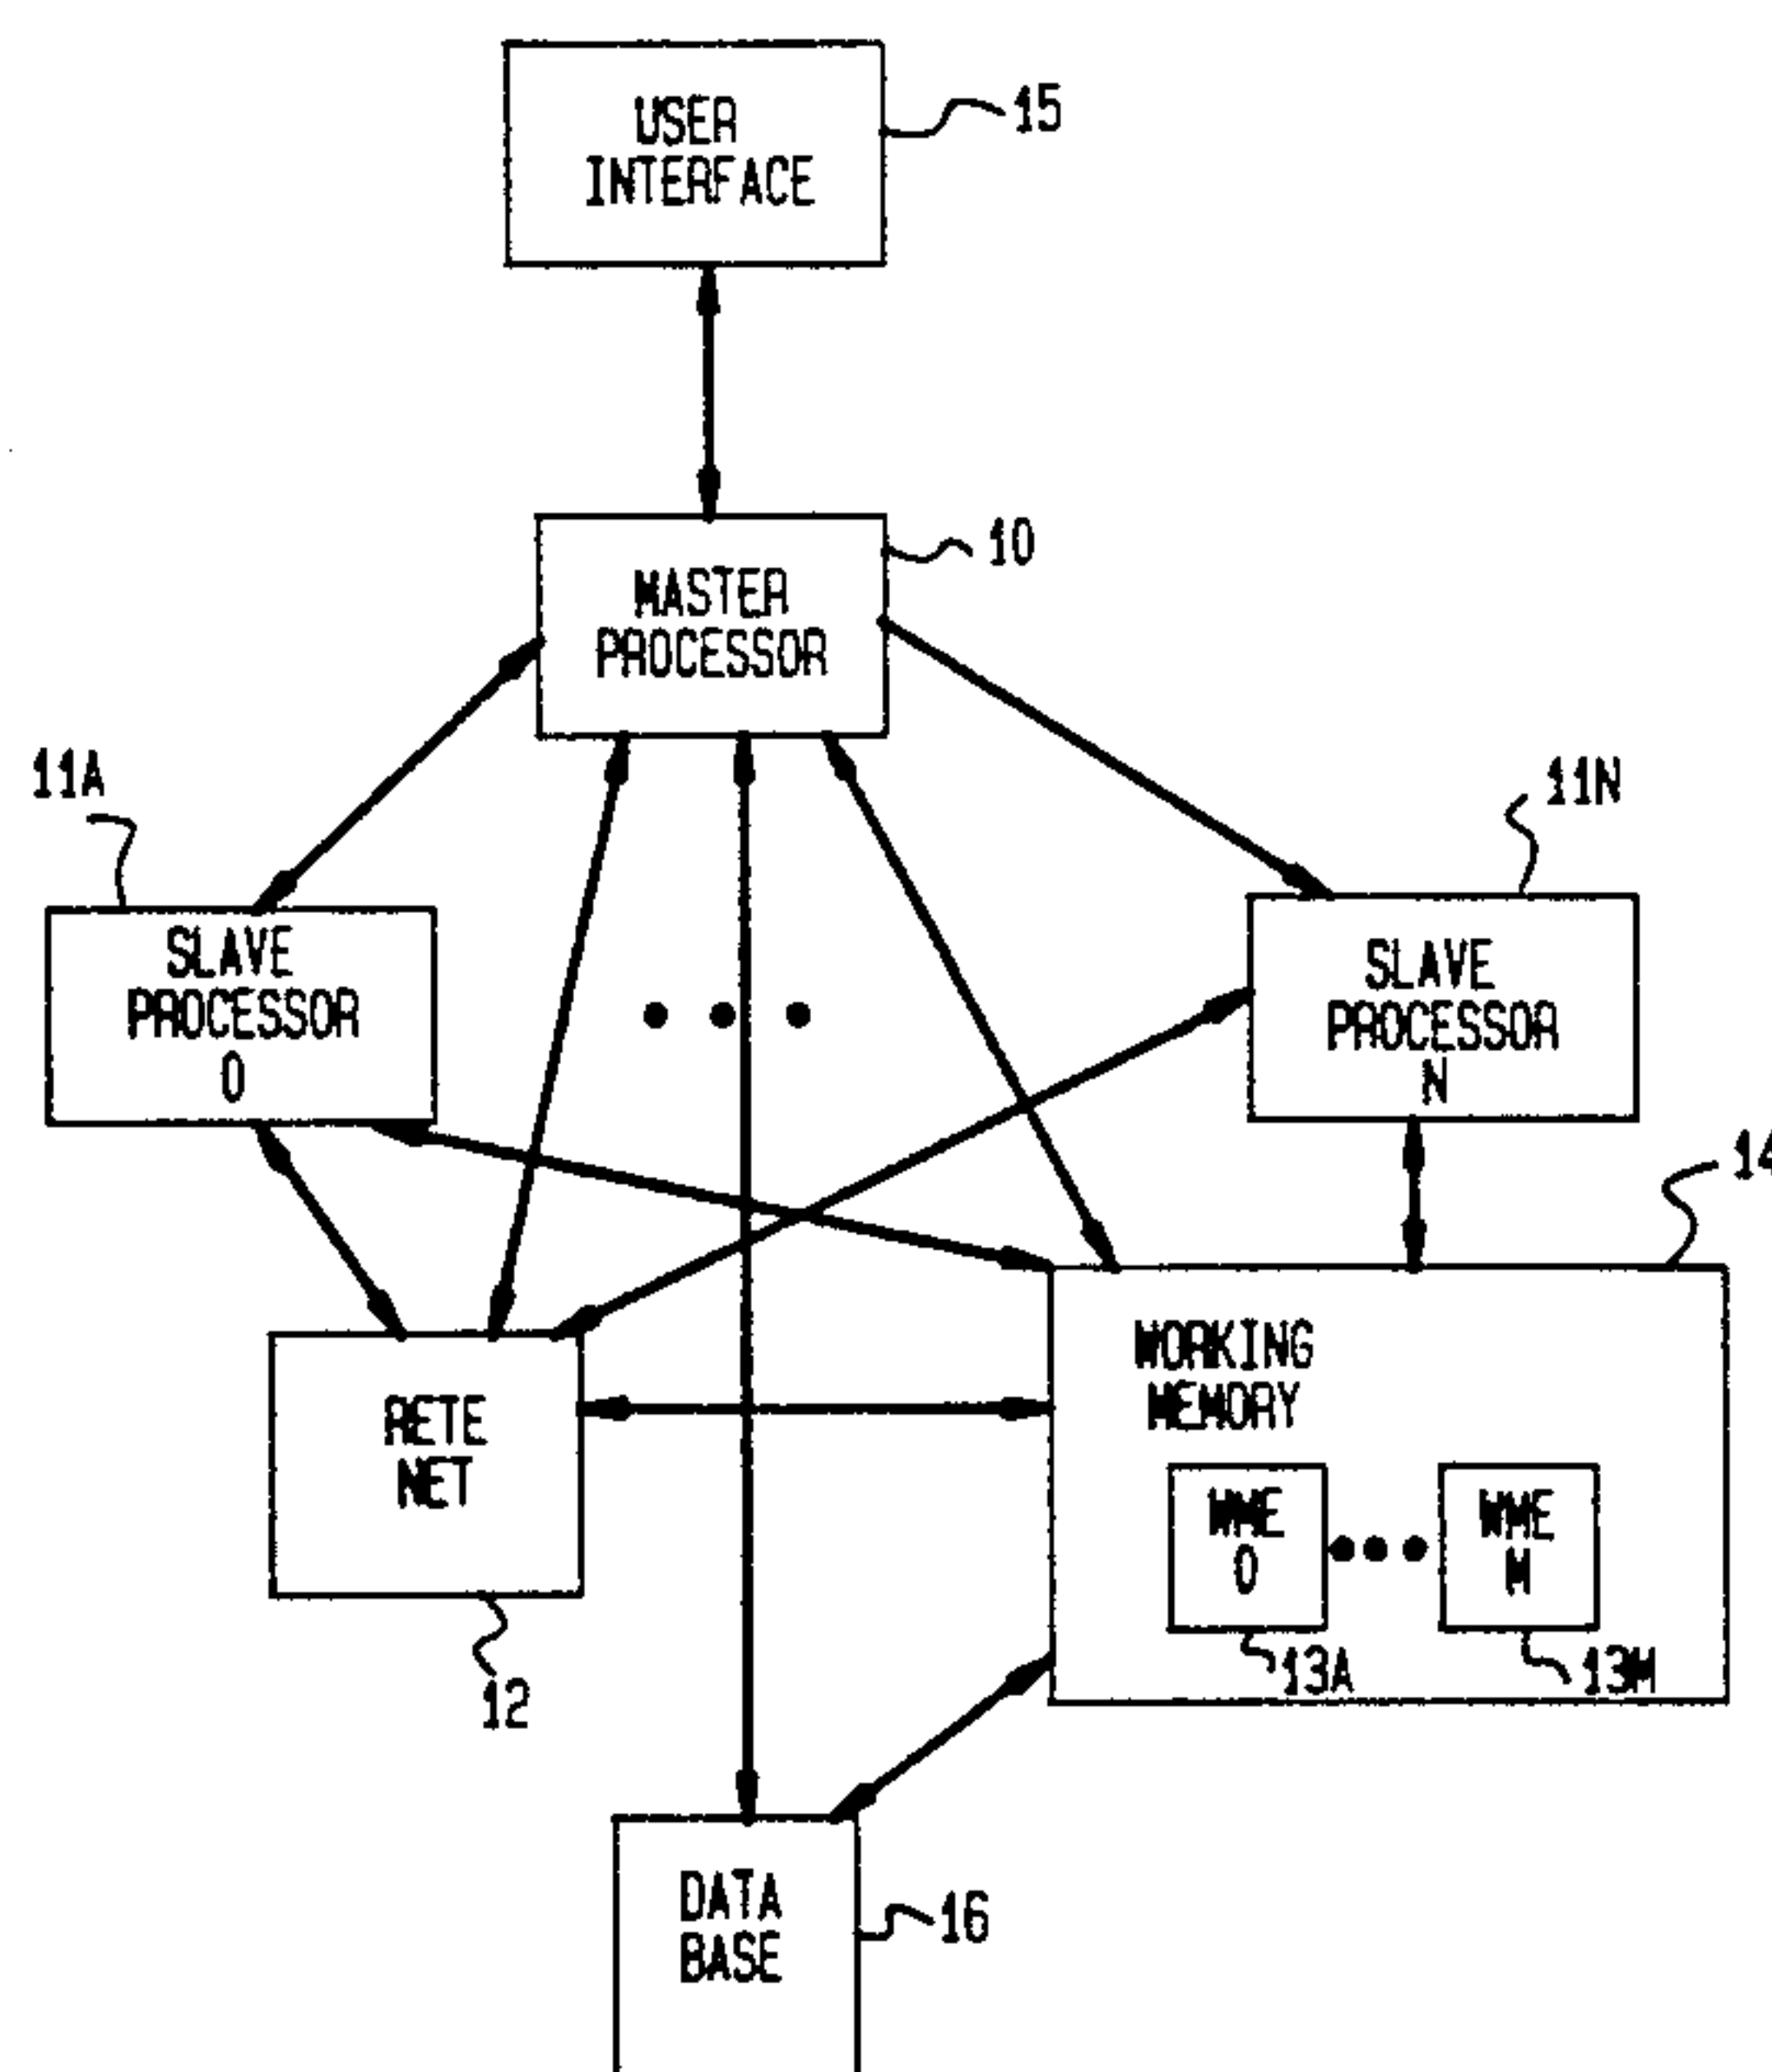 USER
INTERFACE
15
MASTER
PROCESSOR
10
11A
11N
SLAVE
PROCESSOR
0
SLAVE
PROCESSOR
N
14
RETE
NET
WORKING
MEMORY
WME
0
WME
M
13A
13M
12
DATA
BASE
16